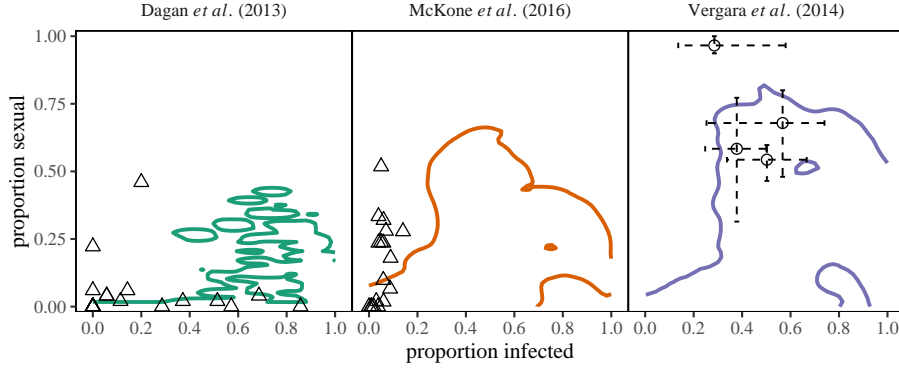 Dagan et al. (2013) McKone et al. (2016) Vergara et al. (2014)
proportion sexual
1.00
0.75
0.50
0.25
0.00
0.0 0.2 0.4 0.6 0.8 1.0 0.0 0.2 0.4 0.6 0.8 1.0 0.0 0.2 0.4 0.6 0.8 1.0
proportion infected